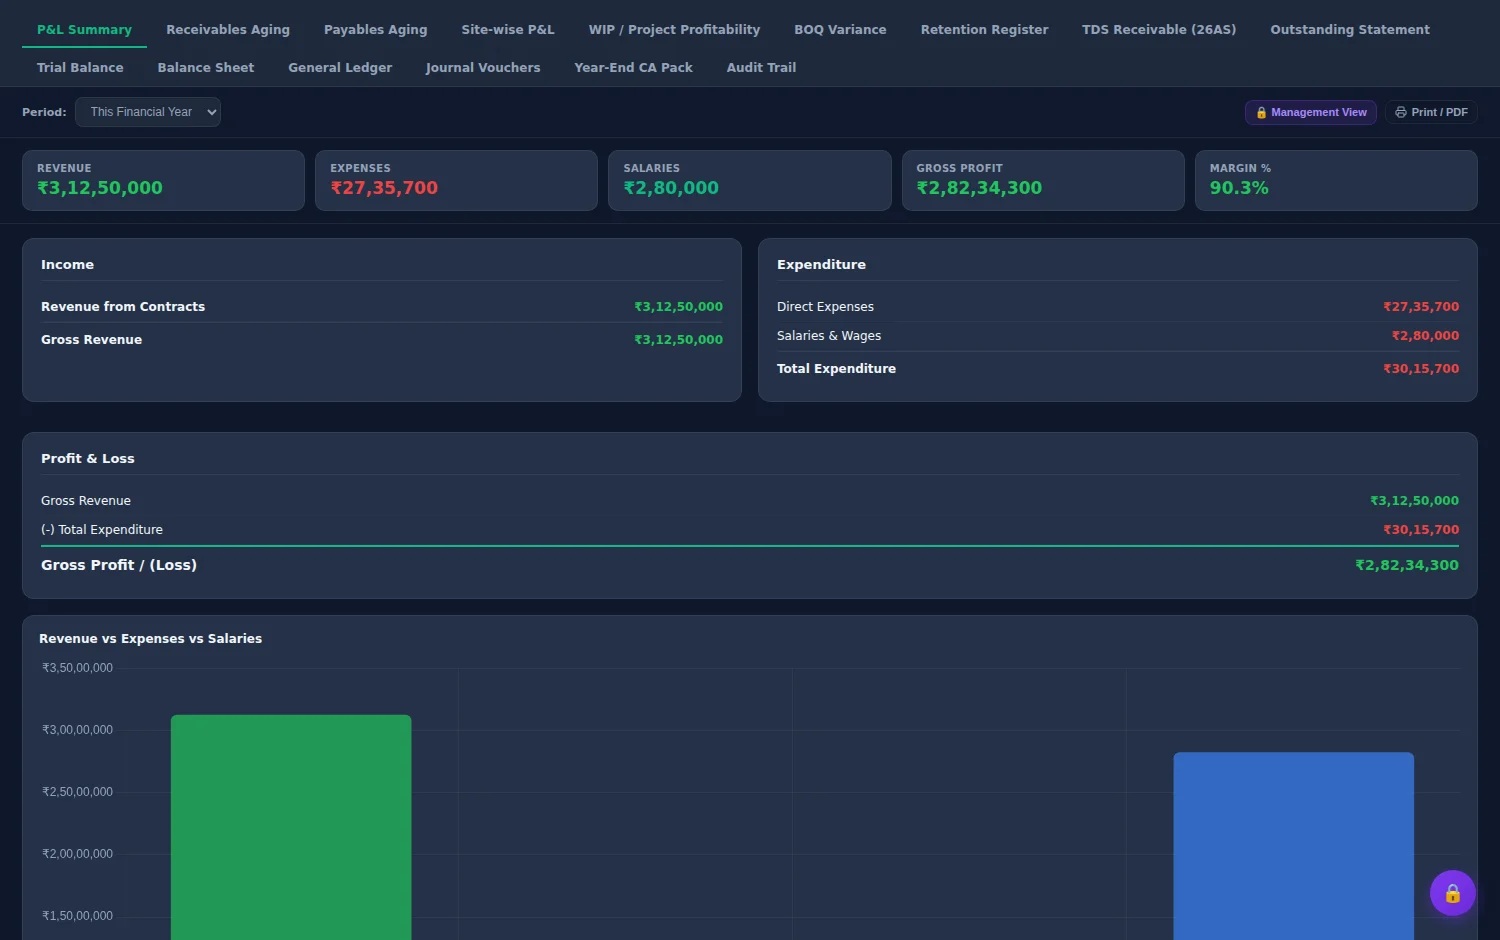 P&L Summary Receivables Aging Payables Aging Site-wise P&L WIP / Project Profitability BOQ Variance Retention Register TDS Receivable (26AS) Outstanding Statement
Trial Balance Balance Sheet General Ledger Journal Vouchers Year-End CA Pack Audit Trail
Period: This Financial Year 🔒 Management View Print / PDF
REVENUE EXPENSES SALARIES GROSS PROFIT MARGIN %
₹3,12,50,000 ₹27,35,700 ₹2,80,000 ₹2,82,34,300 90.3%
Income Expenditure
Revenue from Contracts ₹3,12,50,000 Direct Expenses ₹27,35,700
Salaries & Wages ₹2,80,000
Gross Revenue ₹3,12,50,000
Total Expenditure ₹30,15,700
Profit & Loss
Gross Revenue ₹3,12,50,000
(-) Total Expenditure ₹30,15,700
Gross Profit / (Loss) ₹2,82,34,300
Revenue vs Expenses vs Salaries
₹3,50,00,000
₹3,00,00,000
₹2,50,00,000
₹2,00,00,000
₹1,50,00,000